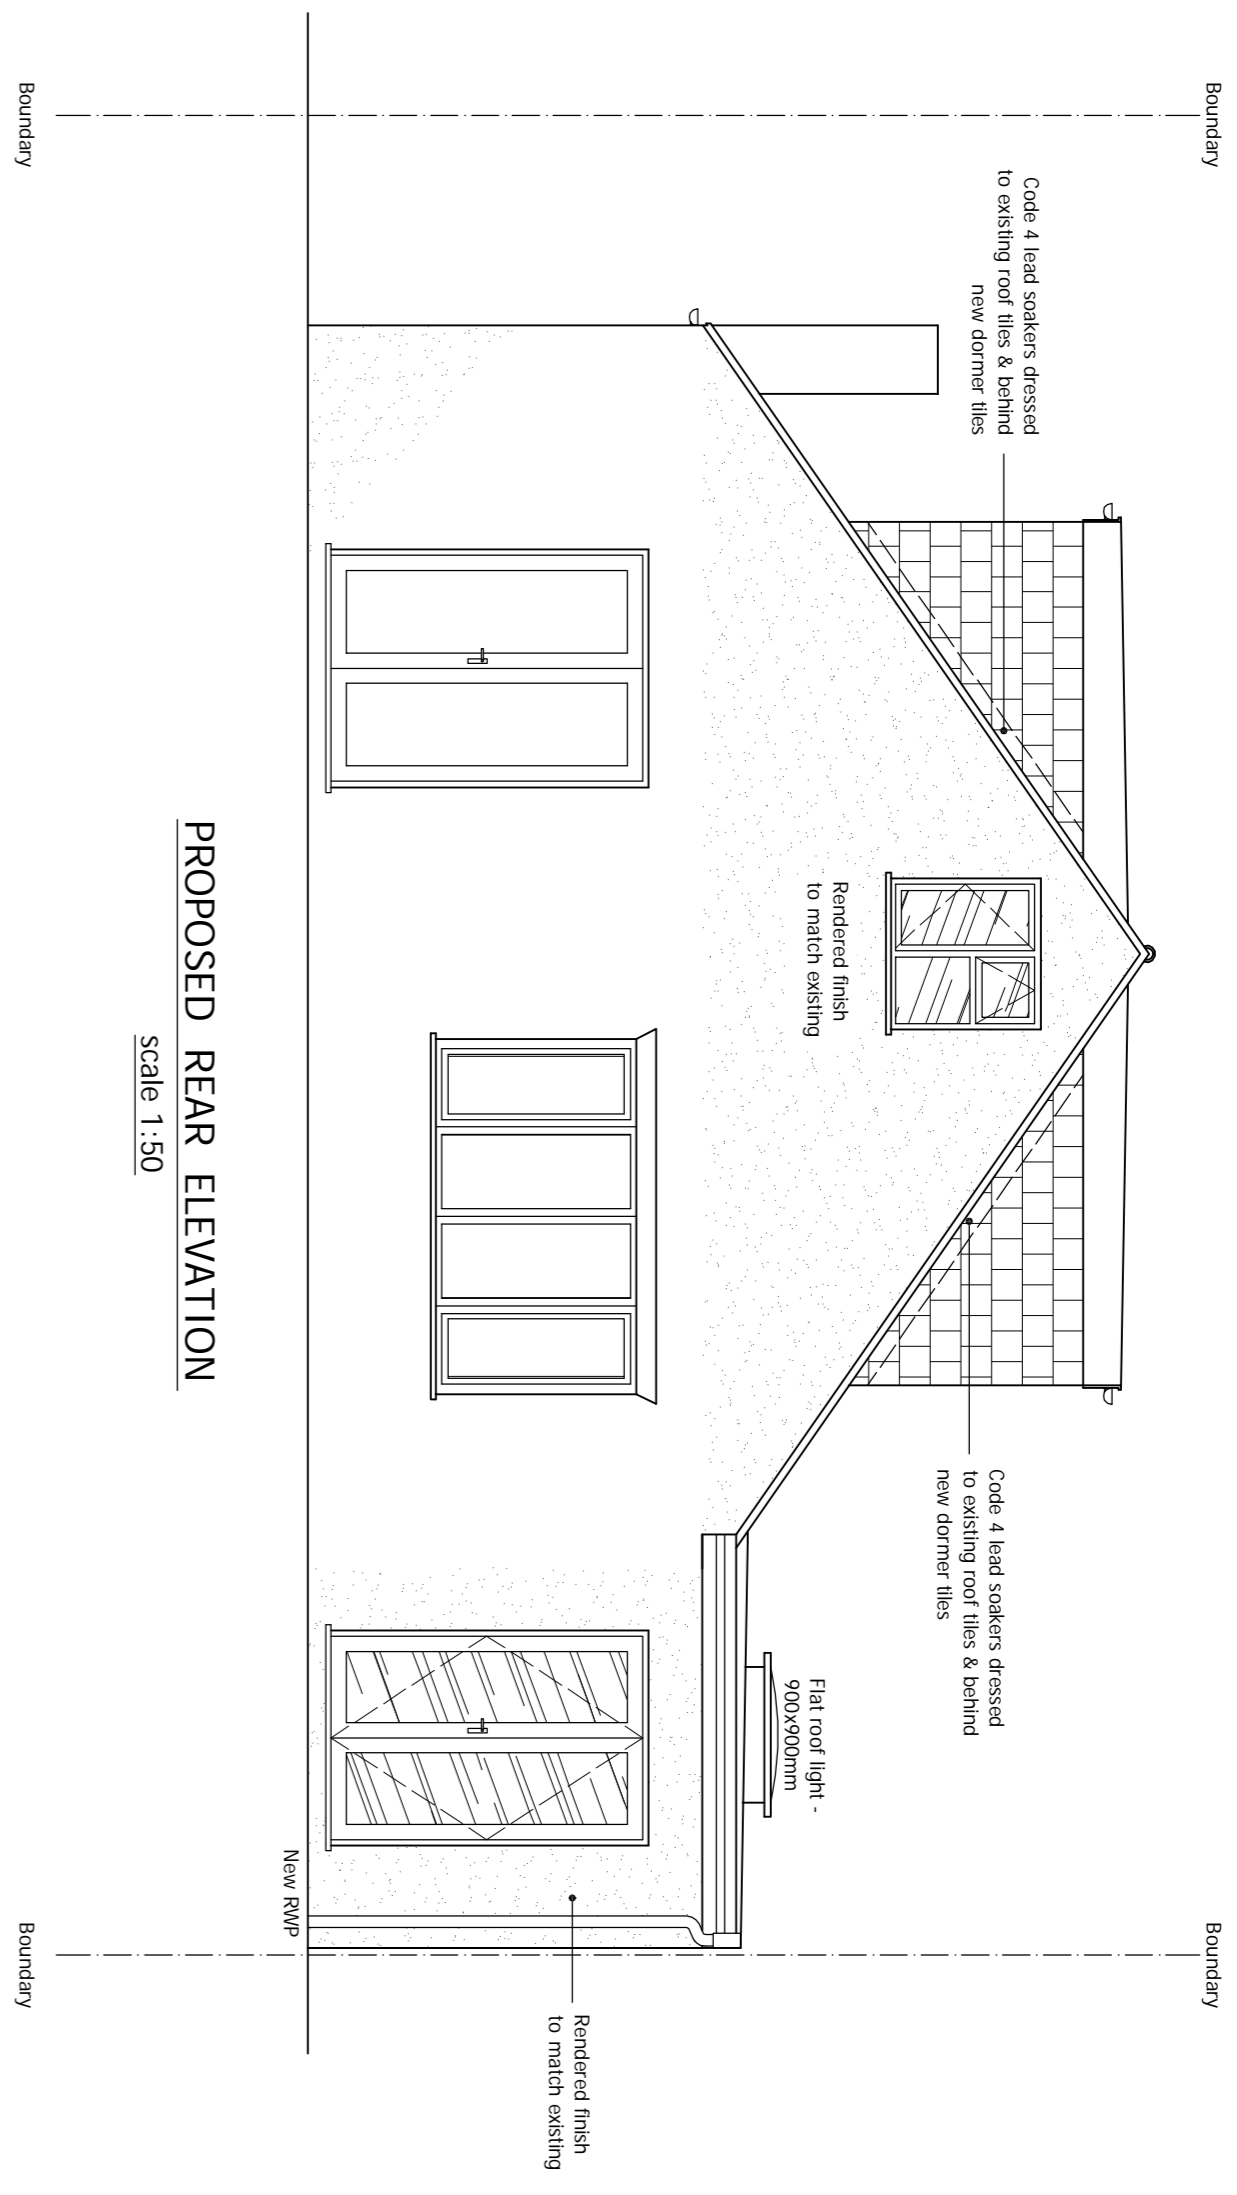 Boundary
Boundary
Code 4 lead soakers dressed
to existing roof tiles & behind
new dormer tiles
Code 4 lead soakers dressed
to existing roof tiles & behind
new dormer tiles
Rendered finish
to match existing
Flat roof light -
900x900mm
Rendered finish
to match existing
New RWP
PROPOSED REAR ELEVATION
scale 1:50
Boundary
Boundary